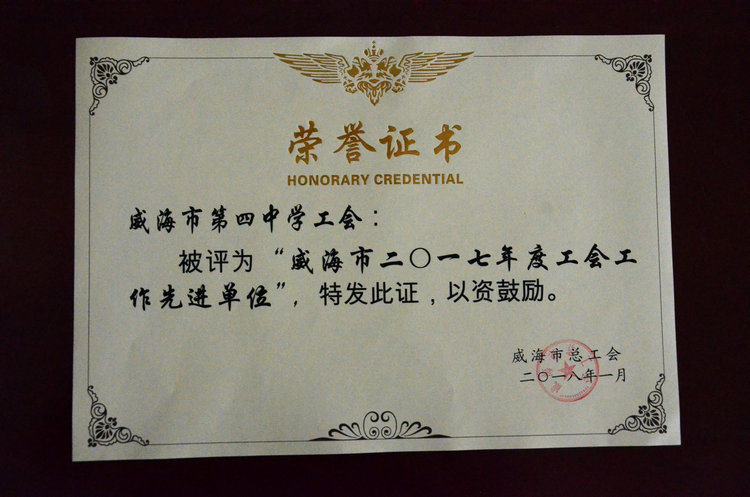 荣誉证书
HONORARY CREDENTIAL
威海市第四中学工会：
被评为“威海市二〇一七年度工会工
作先进单位”，特发此证，以资鼓励。
威海市总工会
二〇一八年一月